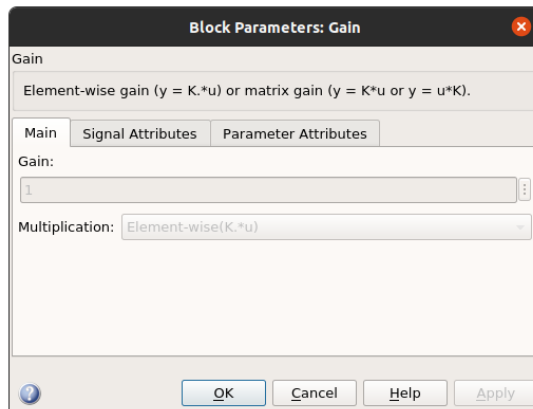 Block Parameters: Gain
Gain
Element-wise gain (y = K.*u) or matrix gain (y = K*u or y = u*K).
Main Signal Attributes Parameter Attributes
Gain:
1
Multiplication: Element-wise(K.*u)
OK Cancel Help Apply